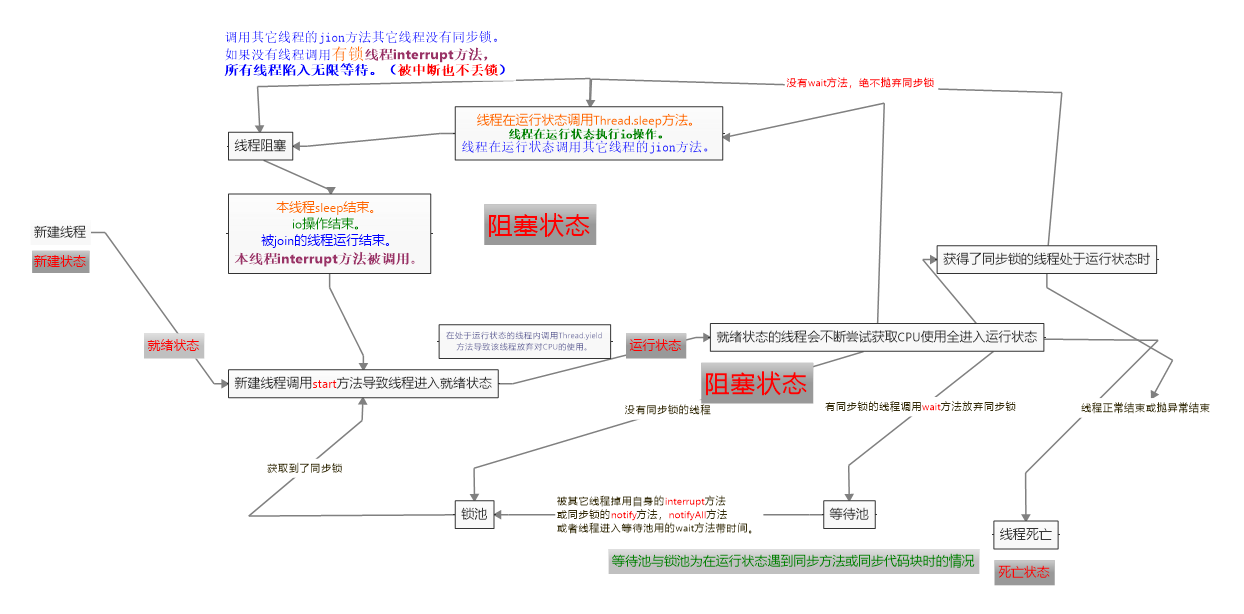 调用其它线程的jion方法其它线程没有同步锁。
如果没有线程调用有锁线程interrupt方法，
所有线程陷入无限等待。（被中断也不丢锁）
没有wait方法，绝不抛弃同步锁
线程在运行状态调用Thread.sleep方法。
线程在运行状态执行io操作。
线程在运行状态调用其它线程的jion方法。
线程阻塞
本线程sleep结束。
io操作结束。
被join的线程运行结束。
本线程interrupt方法被调用。
阻塞状态
新建线程
新建状态
获得了同步锁的线程处于运行状态时
就绪状态
在处于运行状态的线程内调用Thread.yield
方法导致该线程放弃对CPU的使用。
运行状态
就绪状态的线程会不断尝试获取CPU使用全进入运行状态
新建线程调用start方法导致线程进入就绪状态
阻塞状态
没有同步锁的线程
有同步锁的线程调用wait方法放弃同步锁
线程正常结束或抛异常结束
获取到了同步锁
锁池
被其它线程掉用自身的interrupt方法
或同步锁的notify方法，notifyAll方法
或者线程进入等待池用的wait方法带时间。
等待池
线程死亡
等待池与锁池为在运行状态遇到同步方法或同步代码块时的情况
死亡状态